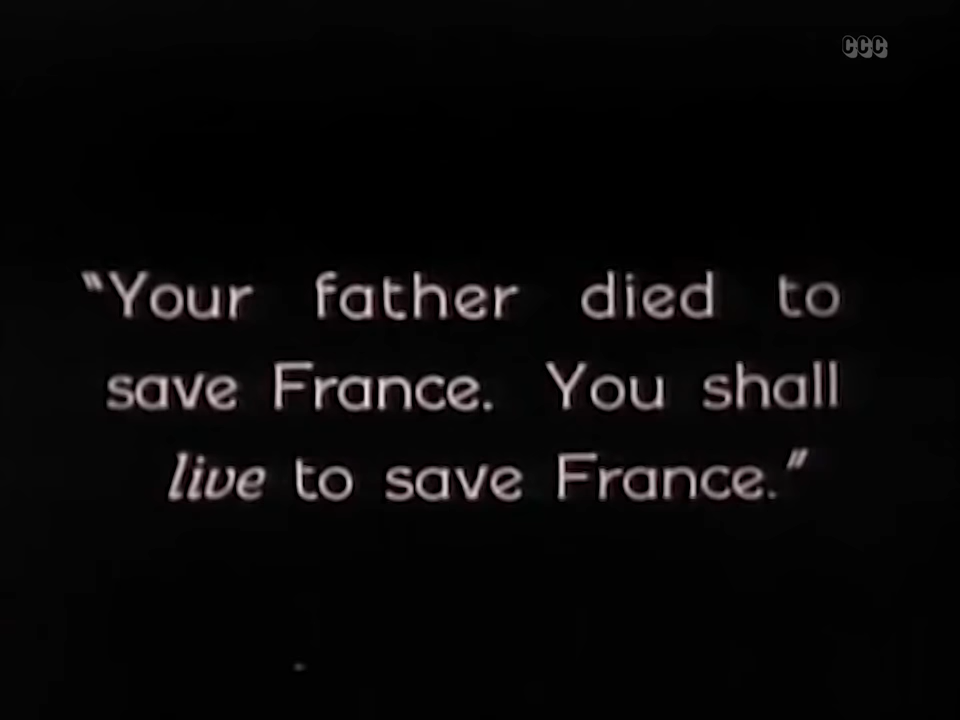 CCC
"Your father died to
save France. You shall
live to save France."